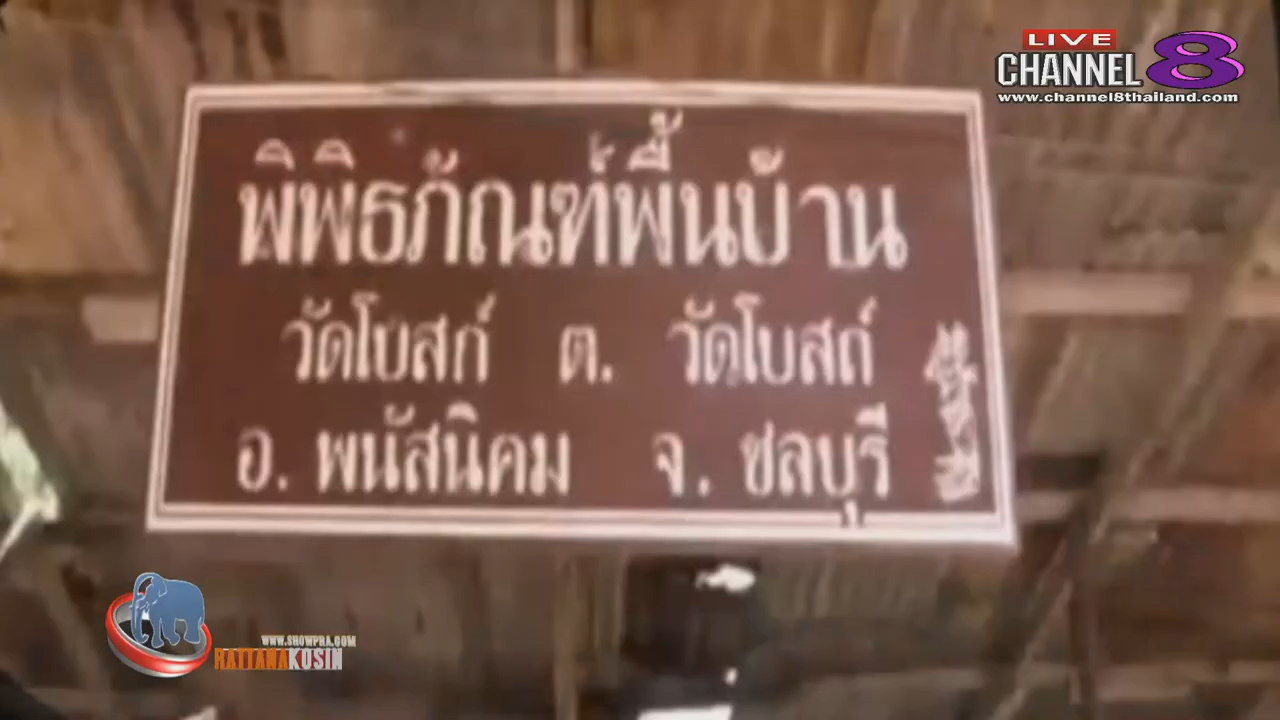 LIVE
CHANNEL 8
www.channel8thailand.com
พิพิธภัณฑ์พื้นบ้าน
วัดโบสถ์ ต. วัดโบสถ์
อ. พนัสนิคม จ. ชลบุรี
WWW.SHOWPRA.COM
RATTANAKOSIN